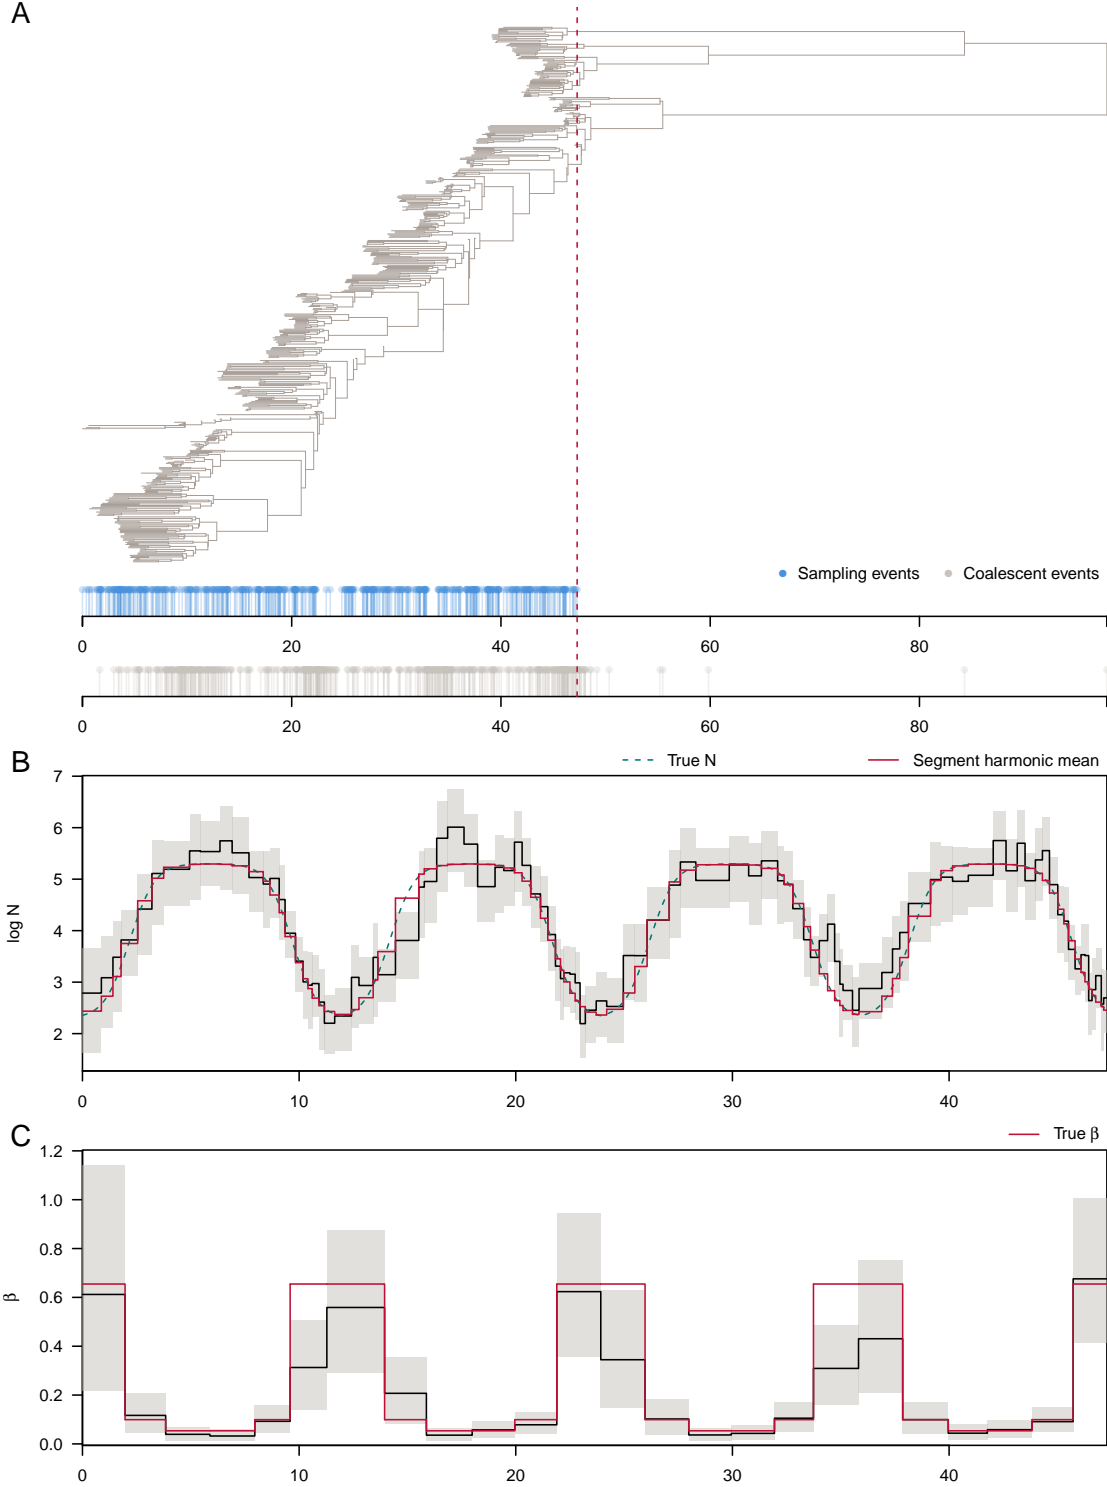 A
Sampling events Coalescent events
0 20 40 60 80
0 20 40 60 80
B
True N Segment harmonic mean
7
6
5
4
3
2
log N
0 10 20 30 40
C
True β
1.2
1.0
0.8
0.6
0.4
0.2
0.0
β
0 10 20 30 40